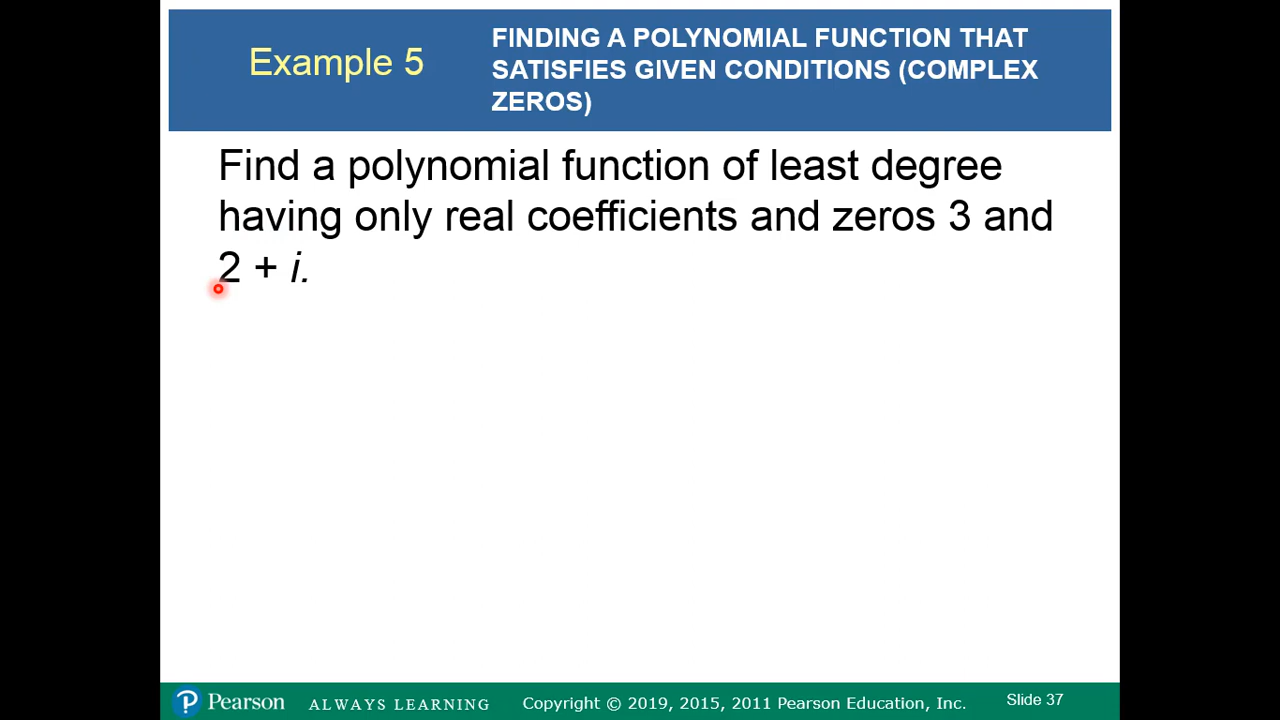 Example 5
FINDING A POLYNOMIAL FUNCTION THAT
SATISFIES GIVEN CONDITIONS (COMPLEX
ZEROS)
Find a polynomial function of least degree
having only real coefficients and zeros 3 and
2 + i.
Pearson
ALWAYS LEARNING
Copyright © 2019, 2015, 2011 Pearson Education, Inc.
Slide 37